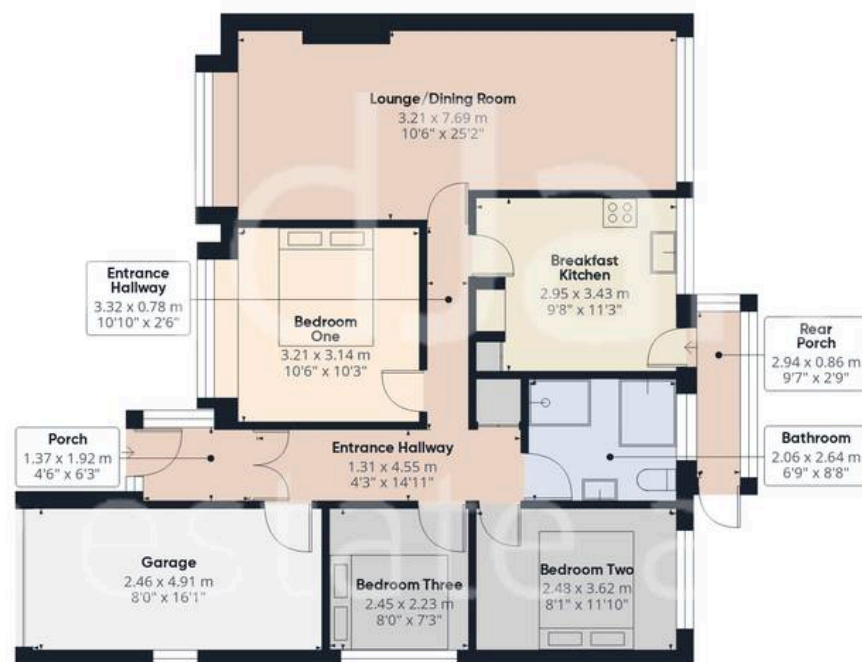 Lounge/Dining Room
3.21 x 7.69 m
10'6" x 25'2"
Entrance
Hallway
3.32 x 0.78 m
10'10" x 2'6"
Bedroom
One
3.21 x 3.14 m
10'6" x 10'3"
Breakfast
Kitchen
2.95 x 3.43 m
9'8" x 11'3"
Rear
Porch
2.94 x 0.86 m
9'7" x 2'9"
Porch
1.37 x 1.92 m
4'6" x 6'3"
Entrance Hallway
1.31 x 4.55 m
4'3" x 14'11"
Bathroom
2.06 x 2.64 m
6'9" x 8'8"
Garage
2.46 x 4.91 m
8'0" x 16'1"
Bedroom Three
2.45 x 2.23 m
8'0" x 7'3"
Bedroom Two
2.48 x 3.62 m
8'1" x 11'10"